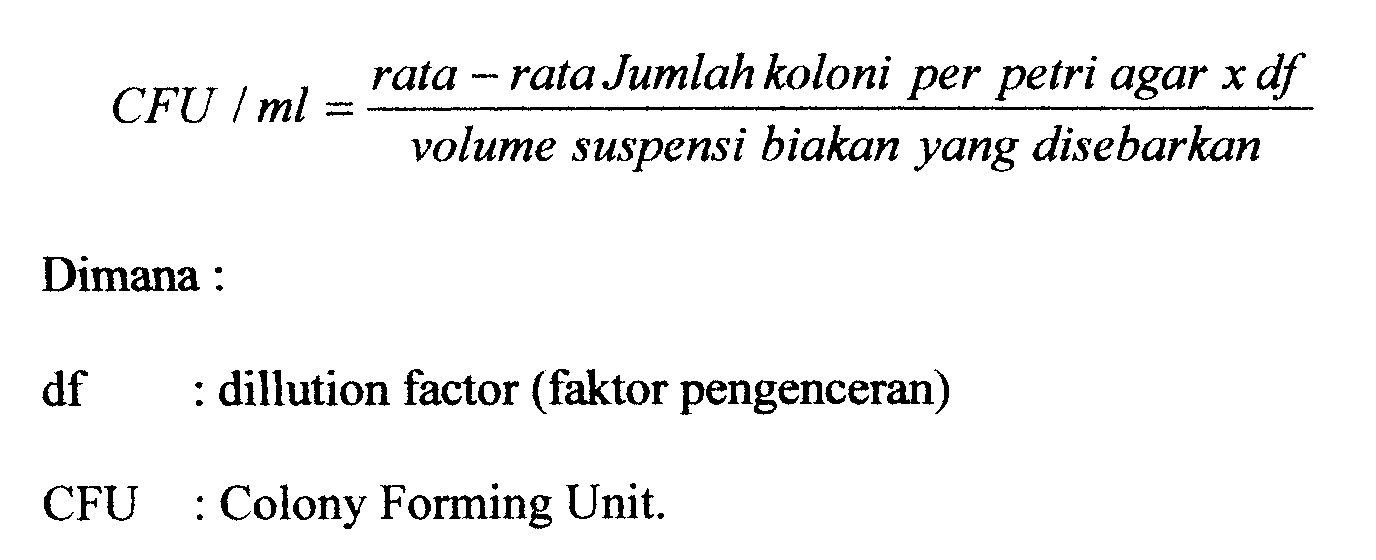 CFU / ml = rata – rata Jumlah koloni per petri agar x df
volume suspensi biakan yang disebarkan
Dimana :
df : dillution factor (faktor pengenceran)
CFU : Colony Forming Unit.